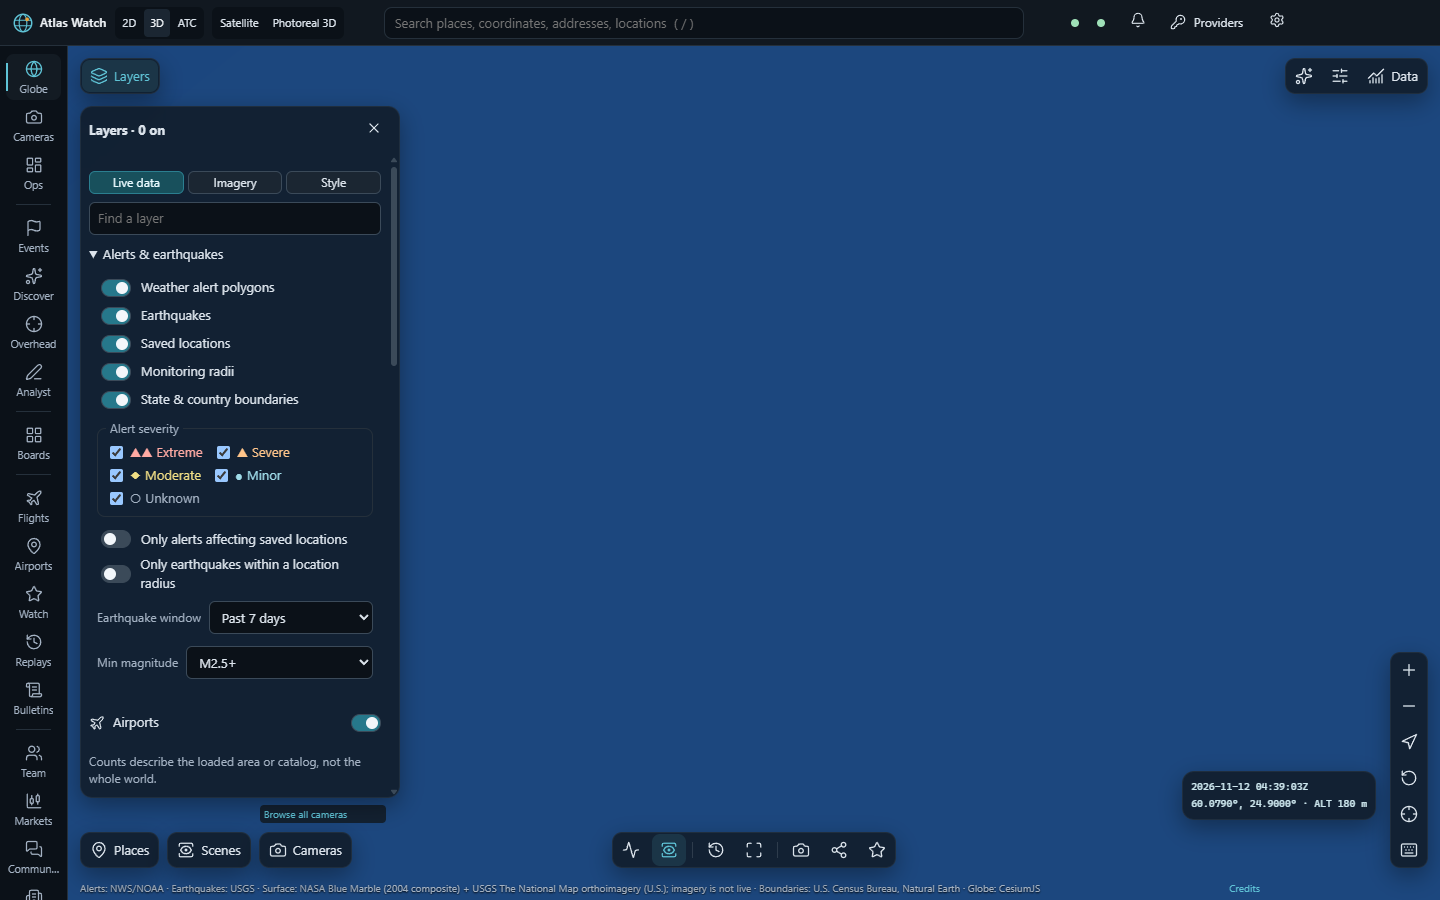 Atlas Watch
2D
3D
ATC
Satellite
Photoreal 3D
Search places, coordinates, addresses, locations ( / )
Providers
Globe
Cameras
Ops
Events
Discover
Overhead
Analyst
Boards
Flights
Airports
Watch
Replays
Bulletins
Team
Markets
Commun...
Layers
Data
Layers · 0 on
Live data
Imagery
Style
Find a layer
Alerts & earthquakes
Weather alert polygons
Earthquakes
Saved locations
Monitoring radii
State & country boundaries
Alert severity
Extreme
Severe
Moderate
Minor
Unknown
Only alerts affecting saved locations
Only earthquakes within a location
radius
Earthquake window
Past 7 days
Min magnitude
M2.5+
Airports
Counts describe the loaded area or catalog, not the
whole world.
Browse all cameras
Places
Scenes
Cameras
2026-11-12 04:39:03Z
60.0790°, 24.9000° · ALT 180 m
Alerts: NWS/NOAA · Earthquakes: USGS · Surface: NASA Blue Marble (2004 composite) + USGS The National Map orthoimagery (U.S.); imagery is not live · Boundaries: U.S. Census Bureau, Natural Earth · Globe: CesiumJS
Credits